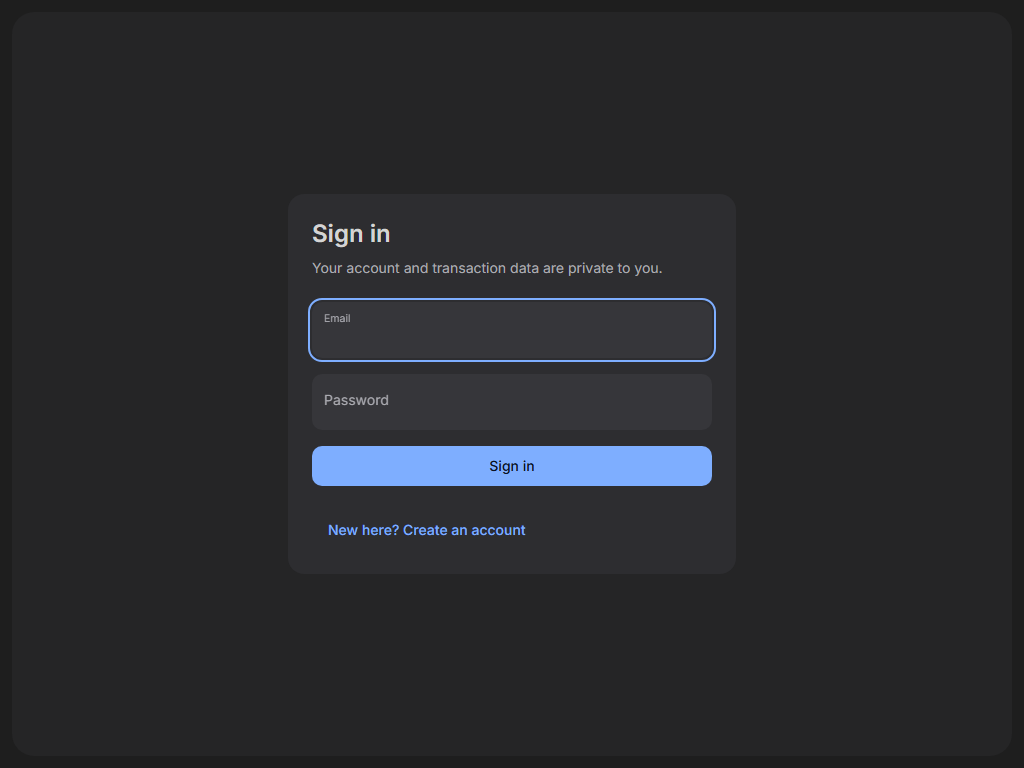 Sign in
Your account and transaction data are private to you.
Email
Password
Sign in
New here? Create an account